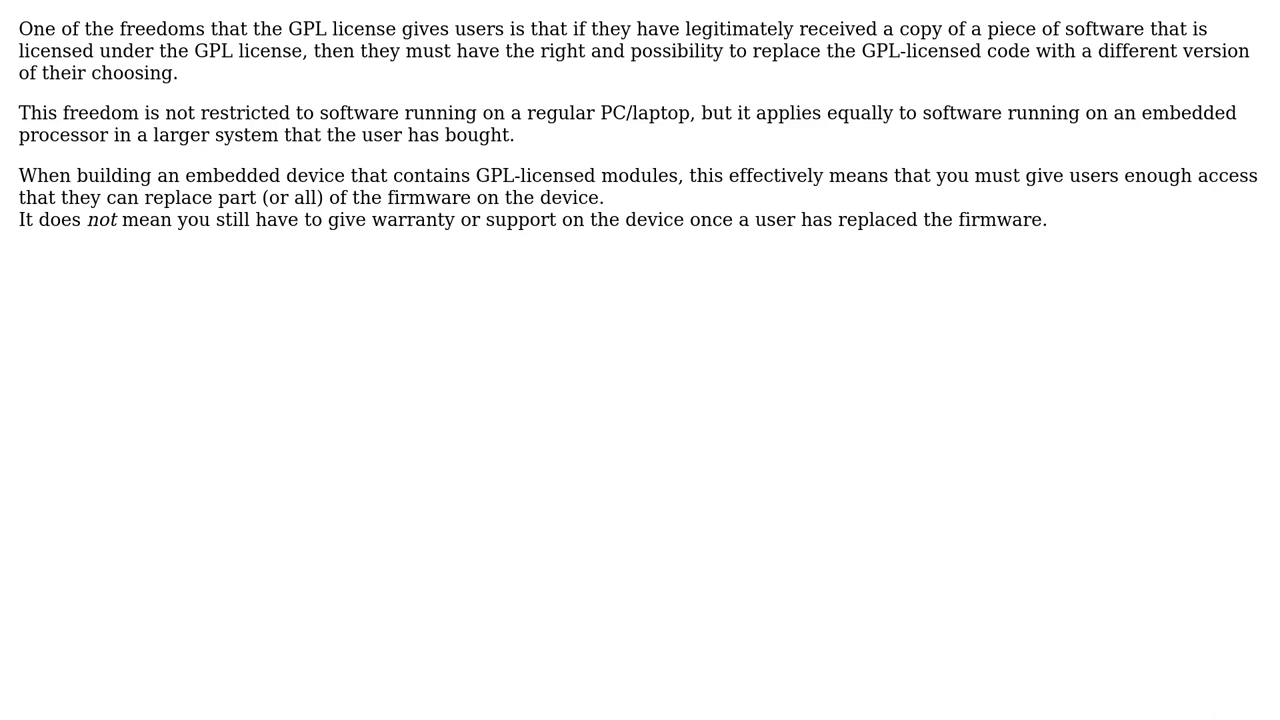 One of the freedoms that the GPL license gives users is that if they have legitimately received a copy of a piece of software that is
licensed under the GPL license, then they must have the right and possibility to replace the GPL-licensed code with a different version
of their choosing.
This freedom is not restricted to software running on a regular PC/laptop, but it applies equally to software running on an embedded
processor in a larger system that the user has bought.
When building an embedded device that contains GPL-licensed modules, this effectively means that you must give users enough access
that they can replace part (or all) of the firmware on the device.
It does not mean you still have to give warranty or support on the device once a user has replaced the firmware.